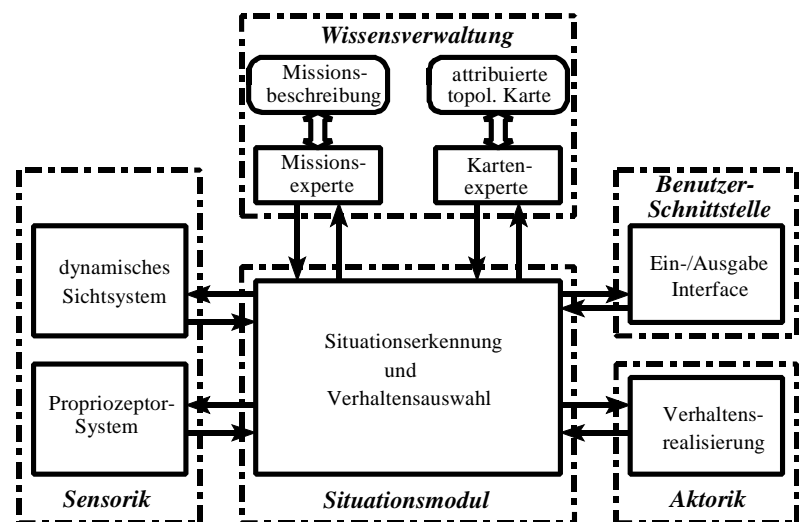 Wissensverwaltung
Missions-
beschreibung
attribuierte
topol. Karte
Missions-
experte
Karten-
experte
Benutzer-
Schnittstelle
dynamisches
Sichtsystem
Ein-/Ausgabe
Interface
Situationserkennung
und
Verhaltensauswahl
Propriozeptor-
System
Verhaltens-
realisierung
Sensorik
Situationsmodul
Aktorik